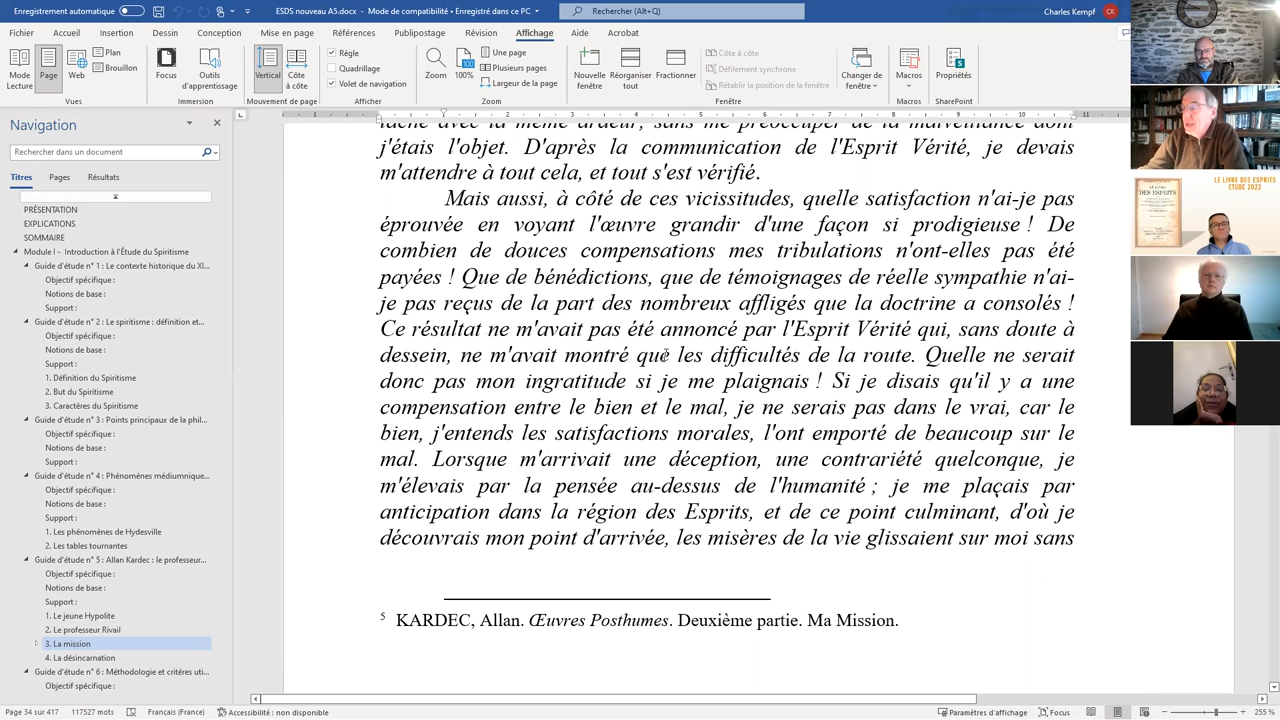 Enregistrement automatique
ESDS nouveau A5.docx - Mode de compatibilité • Enregistré dans ce PC
Rechercher (Alt+Q)
Charles Kempf
CK
Fichier Accueil Insertion Dessin Conception Mise en page Références Publipostage Révision Affichage Aide Acrobat
Mode Lecture
Page
Web
Plan
Brouillon
Vues
Focus
Outils d'apprentissage
Immersion
Vertical
Côte à côte
Mouvement de page
Règle
Quadrillage
Volet de navigation
Afficher
Zoom
100%
Une page
Plusieurs pages
Largeur de la page
Zoom
Nouvelle fenêtre
Réorganiser tout
Fractionner
Côte à côte
Défilement synchrone
Rétablir la position de la fenêtre
Fenêtre
Changer de fenêtre
Macros
Macros
Propriétés
SharePoint
Navigation
Rechercher dans un document
Titres Pages Résultats
PRÉSENTATION
EXPLICATIONS
SOMMAIRE
Module I - Introduction à l'Étude du Spiritisme
Guide d'étude n° 1 : Le contexte historique du XI...
Objectif spécifique :
Notions de base :
Support :
Guide d'étude n° 2 : Le spiritisme : définition et...
Objectif spécifique :
Notions de base :
Support :
1. Définition du Spiritisme
2. But du Spiritisme
3. Caractères du Spiritisme
Guide d'étude n° 3 : Points principaux de la phil...
Objectif spécifique :
Notions de base :
Support :
Guide d'étude n° 4 : Phénomènes médiumnique...
Objectif spécifique :
Notions de base :
Support :
1. Les phénomènes de Hydesville
2. Les tables tournantes
Guide d'étude n° 5 : Allan Kardec : le professeur...
Objectif spécifique :
Notions de base :
Support :
1. Le jeune Hypolite
2. Le professeur Rivail
3. La mission
4. La désincarnation
Guide d'étude n° 6 : Méthodologie et critères uti...
Objectif spécifique :
tâche avec la même ardeur, sans me préoccuper de la malveillance dont
j'étais l'objet. D'après la communication de l'Esprit Vérité, je devais
m'attendre à tout cela, et tout s'est vérifié.
Mais aussi, à côté de ces vicissitudes, quelle satisfaction n'ai-je pas
éprouvée en voyant l'œuvre grandir d'une façon si prodigieuse ! De
combien de douces compensations mes tribulations n'ont-elles pas été
payées ! Que de bénédictions, que de témoignages de réelle sympathie n'ai-
je pas reçus de la part des nombreux affligés que la doctrine a consolés !
Ce résultat ne m'avait pas été annoncé par l'Esprit Vérité qui, sans doute à
dessein, ne m'avait montré que les difficultés de la route. Quelle ne serait
donc pas mon ingratitude si je me plaignais ! Si je disais qu'il y a une
compensation entre le bien et le mal, je ne serais pas dans le vrai, car le
bien, j'entends les satisfactions morales, l'ont emporté de beaucoup sur le
mal. Lorsque m'arrivait une déception, une contrariété quelconque, je
m'élevais par la pensée au-dessus de l'humanité ; je me plaçais par
anticipation dans la région des Esprits, et de ce point culminant, d'où je
découvrais mon point d'arrivée, les misères de la vie glissaient sur moi sans
5 KARDEC, Allan. Œuvres Posthumes. Deuxième partie. Ma Mission.
LE LIVRE DES ESPRITS
ETUDE 2022
LE LIVRE
DES ESPRITS
Page 34 sur 417 117527 mots Français (France) Accessibilité : non disponible
Paramètres d'affichage Focus 255 %